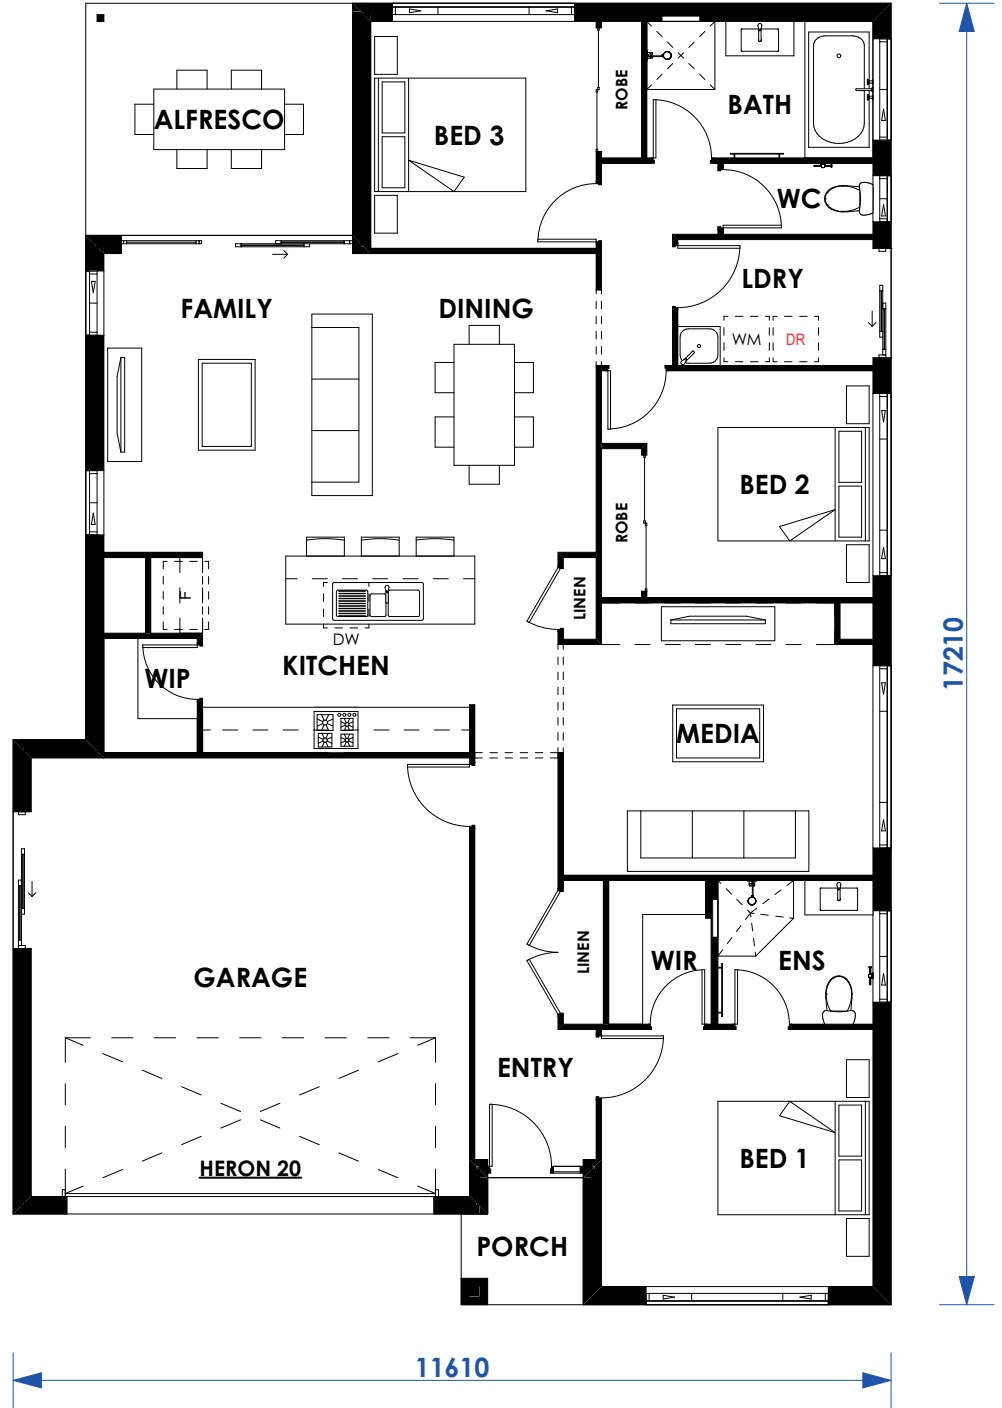 ALFRESCO
BED 3
ROBE
BATH
WC
LDRY
WM
DR
FAMILY
DINING
BED 2
ROBE
LINEN
F
DW
KITCHEN
WIP
MEDIA
17210
GARAGE
LINEN
WIR
ENS
ENTRY
BED 1
HERON 20
PORCH
11610